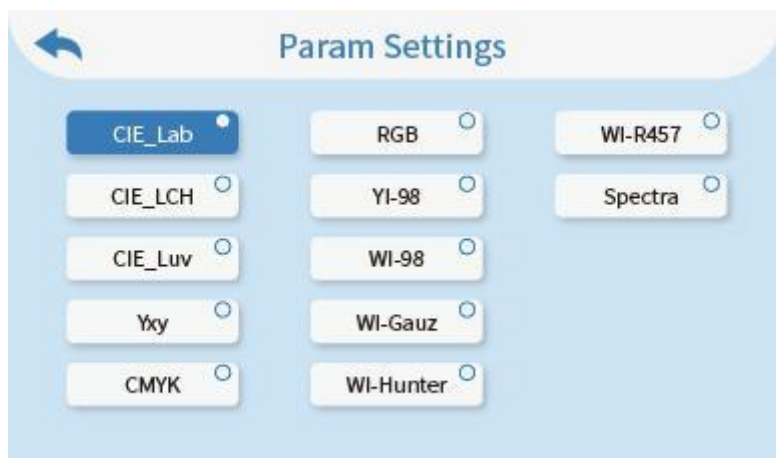 Param Settings
CIE_Lab
RGB
WI-R457
CIE_LCH
YI-98
Spectra
CIE_Luv
WI-98
Yxy
WI-Gauz
CMYK
WI-Hunter